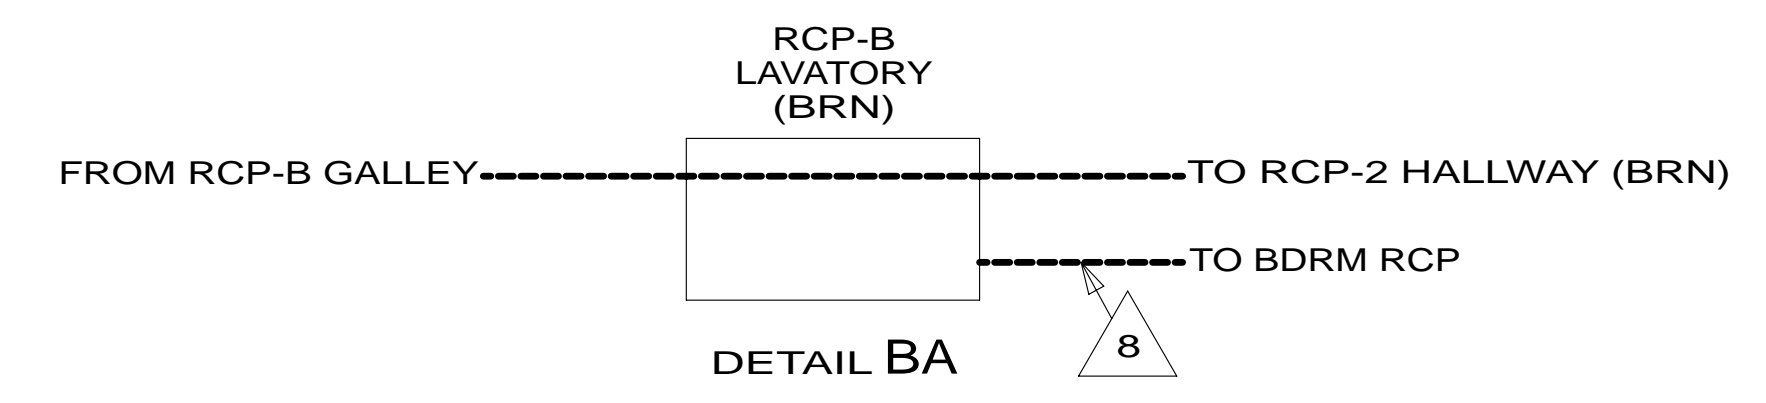 RCP-B
LAVATORY
(BRN)
FROM RCP-B GALLEY
TO RCP-2 HALLWAY (BRN)
TO BDRM RCP
8
DETAIL BA